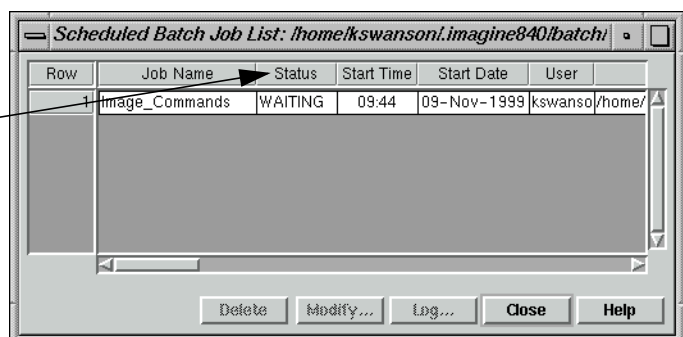 Scheduled Batch Job List: /home/kswanson/.imagine840/batch/
Row Job Name Status Start Time Start Date User
1 Image_Commands WAITING 09:44 09-Nov-1999 kswanso /home/
Delete Modify... Log... Close Help